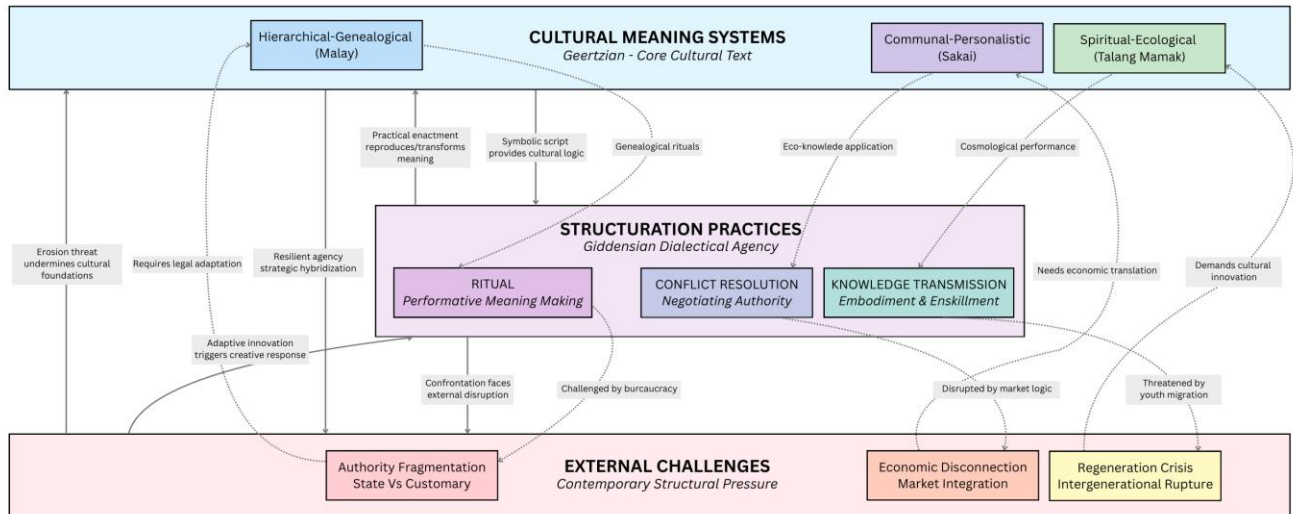 Hierarchical-Genealogical
(Malay)
CULTURAL MEANING SYSTEMS
Geertzian - Core Cultural Text
Communal-Personalistic
(Sakai)
Spiritual-Ecological
(Talang Mamak)
Practical enactment
reproduces/transforms
meaning
Symbolic script
provides cultural logic
Genealogical rituals
Eco-knowlede application
Cosmological performance
STRUCTURATION PRACTICES
Giddensian Dialectical Agency
Erosion threat
undermines cultural
foundations
Requires legal adaptation
Resilient agency
strategic hybridization
RITUAL
Performative Meaning Making
CONFLICT RESOLUTION
Negotiating Authority
KNOWLEDGE TRANSMISSION
Embodiment & Enskillment
Needs economic translation
Demands cultural
innovation
Adaptive innovation
triggers creative response
Confrontation faces
external disruption
Challenged by burcaucracy
Disrupted by market logic
Threatened by
youth migration
Authority Fragmentation
State Vs Customary
EXTERNAL CHALLENGES
Contemporary Structural Pressure
Economic Disconnection
Market Integration
Regeneration Crisis
Intergenerational Rupture